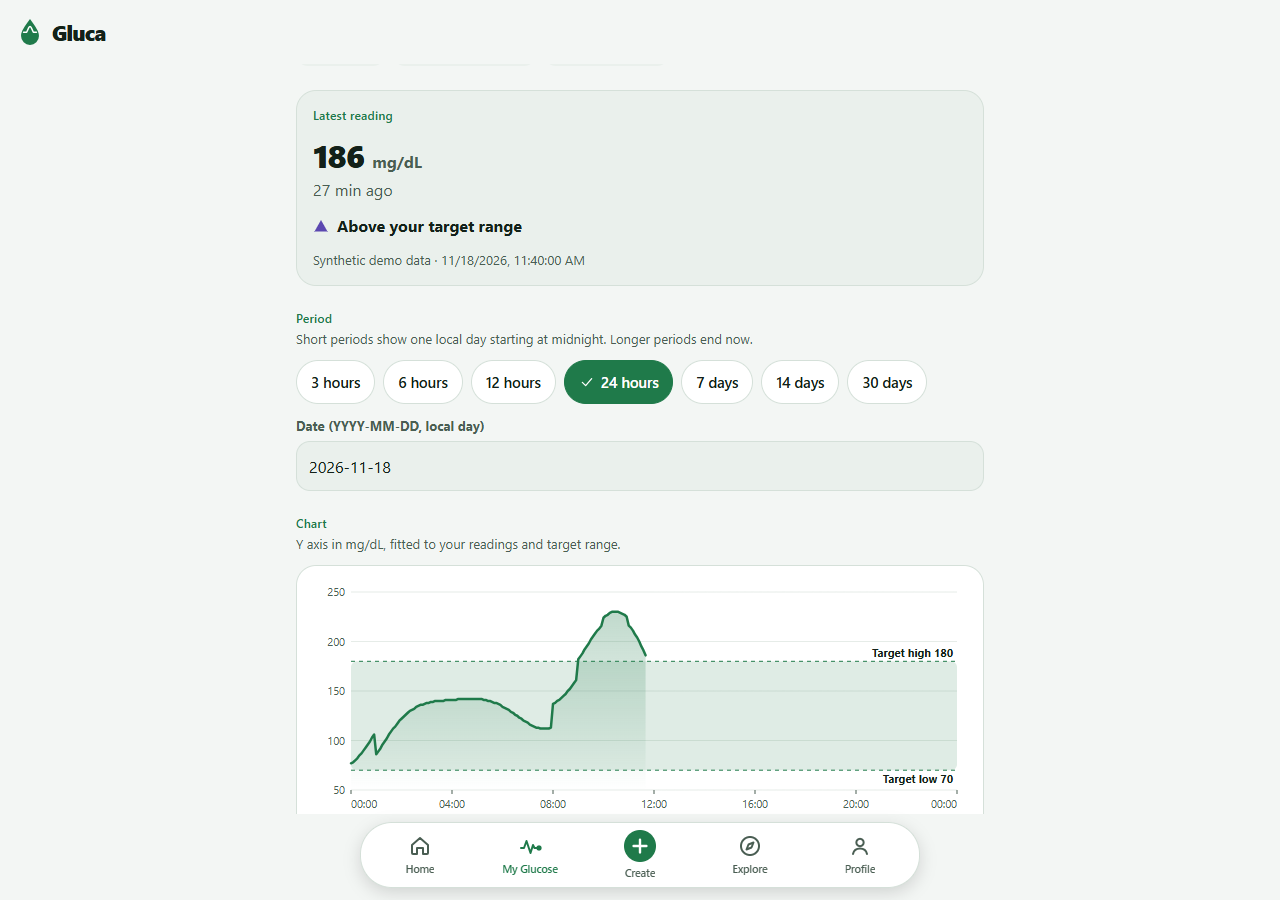 Gluca
Latest reading
186 mg/dL
27 min ago
Above your target range
Synthetic demo data · 11/18/2026, 11:40:00 AM
Period
Short periods show one local day starting at midnight. Longer periods end now.
3 hours 6 hours 12 hours 24 hours 7 days 14 days 30 days
Date (YYYY-MM-DD, local day)
2026-11-18
Chart
Y axis in mg/dL, fitted to your readings and target range.
250
200
Target high 180
150
100
Target low 70
50
00:00 04:00 08:00 12:00 16:00 20:00 00:00
Home My Glucose Create Explore Profile